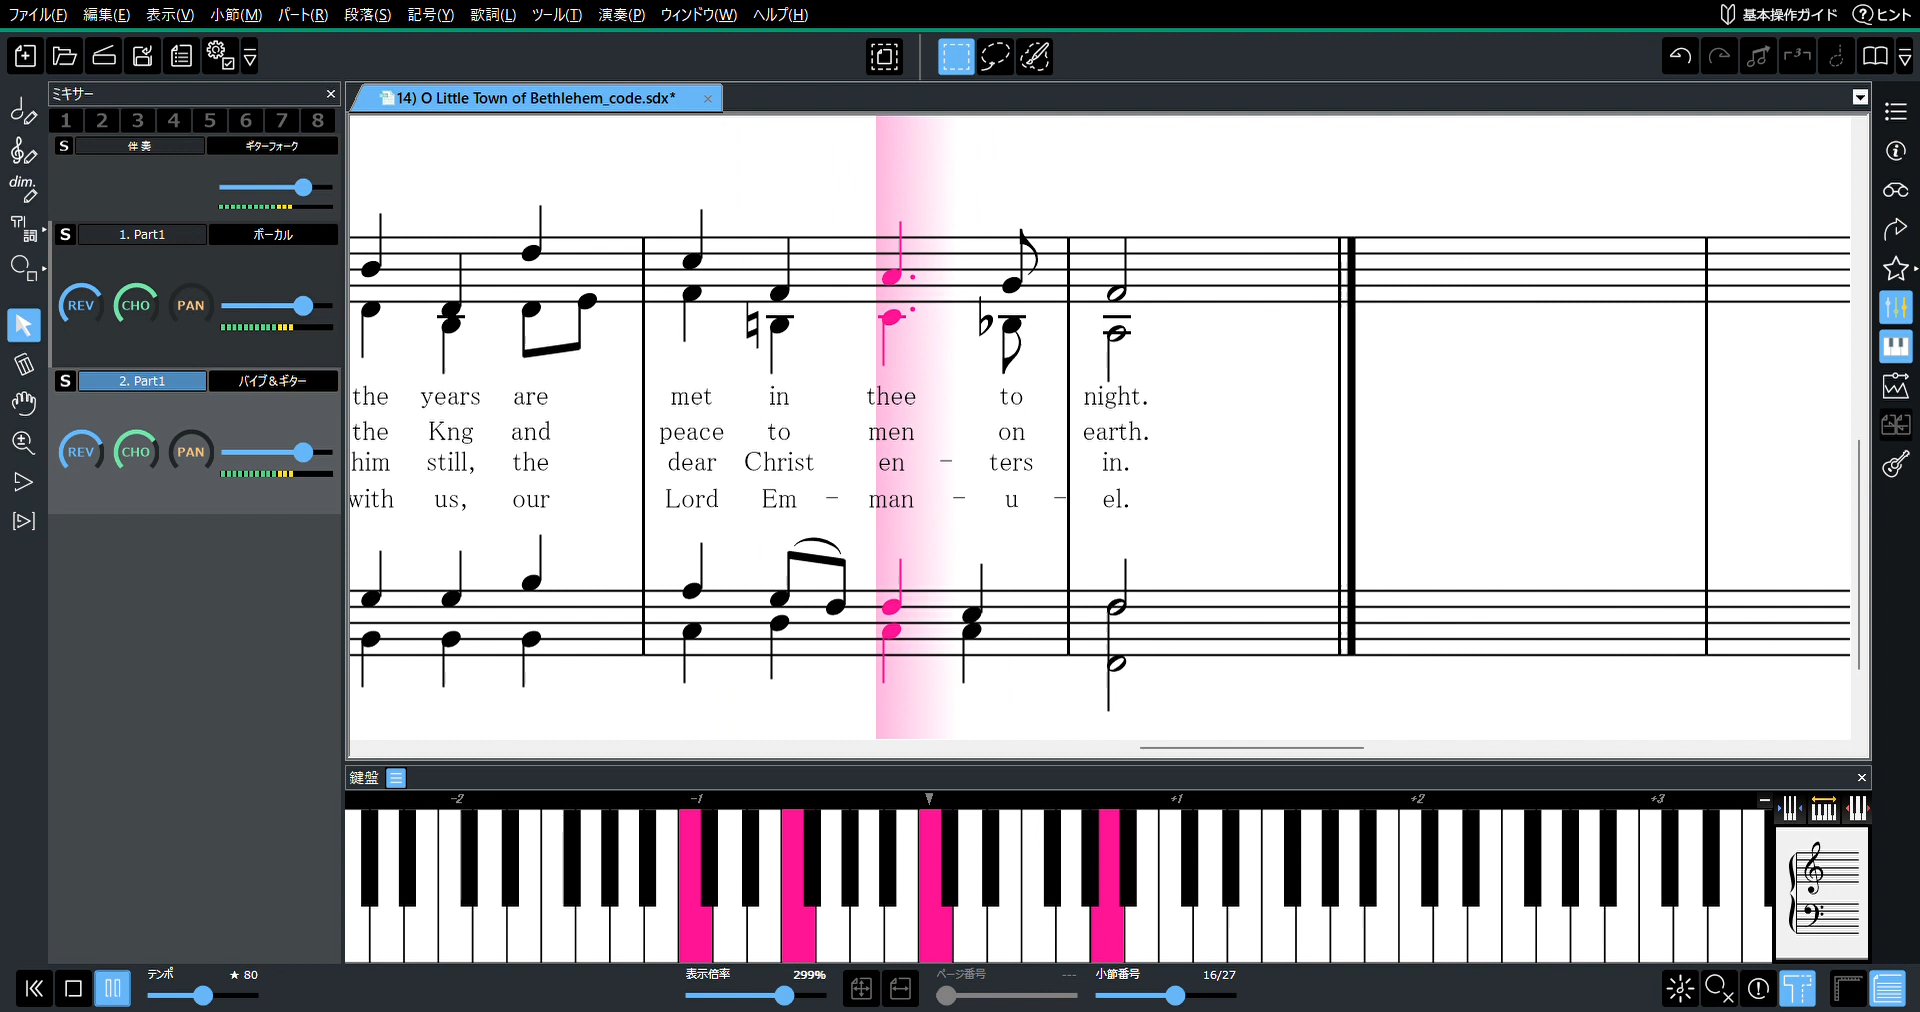 ファイル(F) 編集(E) 表示(V) 小節(M) パート(R) 段落(S) 記号(Y) 歌詞(L) ツール(T) 演奏(P) ウィンドウ(W) ヘルプ(H) 基本操作ガイド ヒント
ミキサー
14) O Little Town of Bethlehem_code.sdx*
1 2 3 4 5 6 7 8
S 伴奏 ギターフォーク
S 1. Part1 ボーカル
REV CHO PAN
S 2. Part1 バイブ&ギター
REV CHO PAN
dim.
詞
the years are met in thee to night.
the Kng and peace to men on earth.
him still, the dear Christ en - ters in.
with us, our Lord Em - man - u - el.
鍵盤
-2 -1 +1 +2 +3
テンポ ★ 80 表示倍率 299% ページ番号 --- 小節番号 16/27